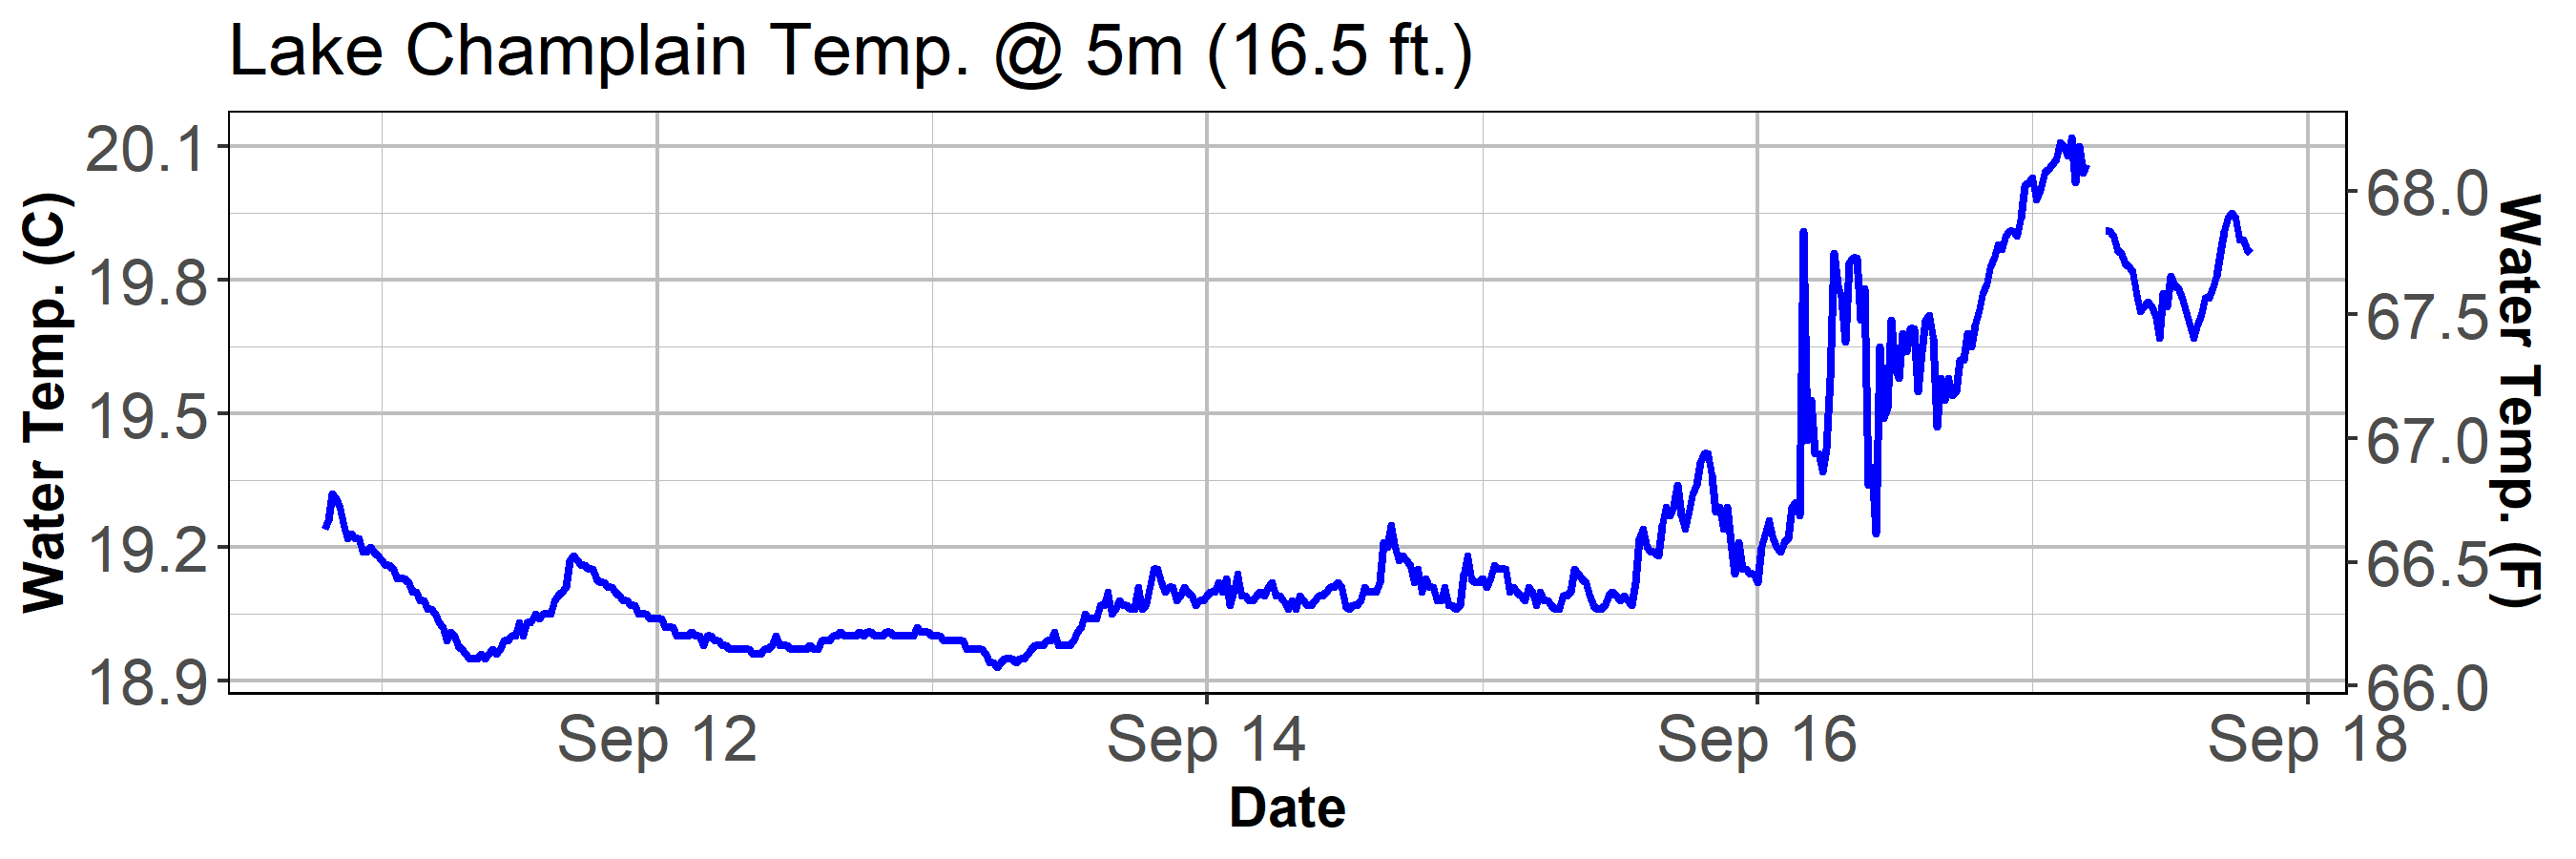 Lake Champlain Temp. @ 5m (16.5 ft.)
Water Temp. (C)
20.1
19.8
19.5
19.2
18.9
68.0
67.5
67.0
66.5
66.0
Water Temp. (F)
Sep 12
Sep 14
Sep 16
Sep 18
Date